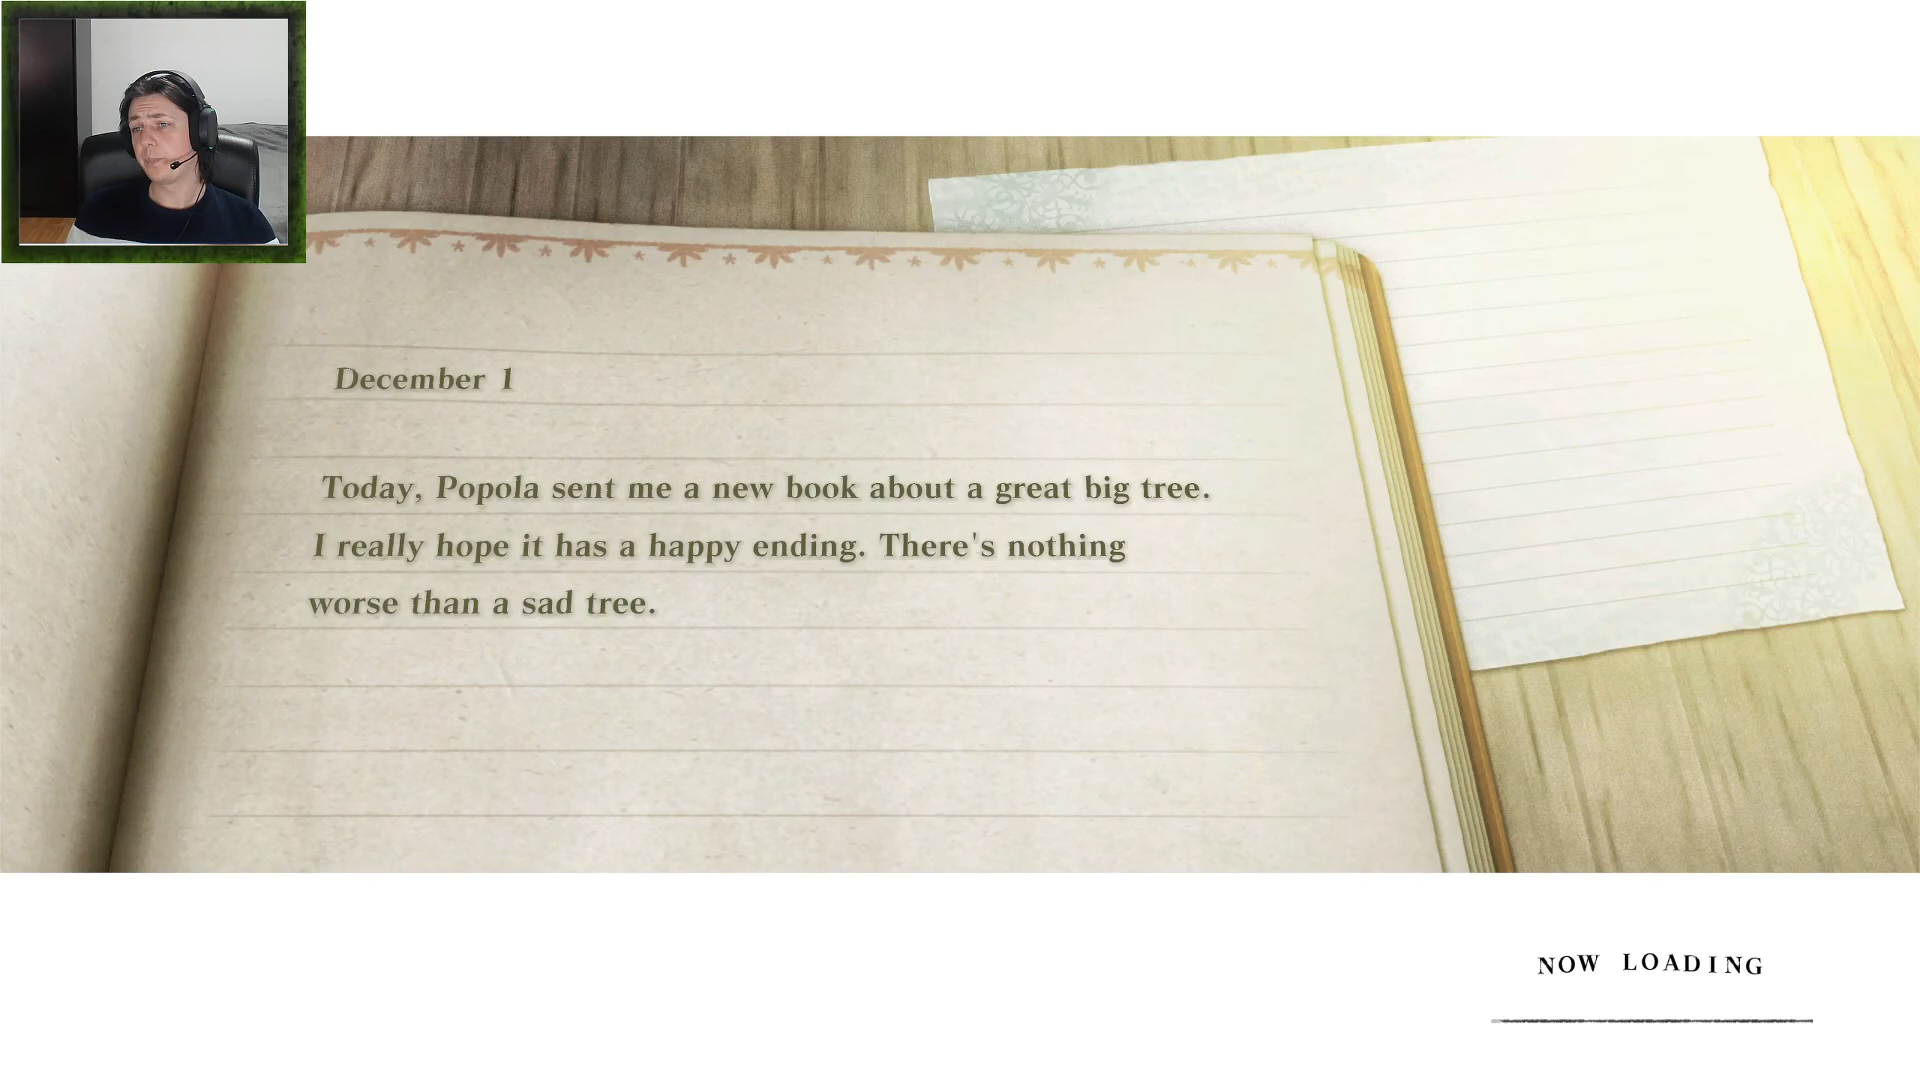 December 1
Today, Popola sent me a new book about a great big tree.
I really hope it has a happy ending. There's nothing
worse than a sad tree.
NOW LOADING